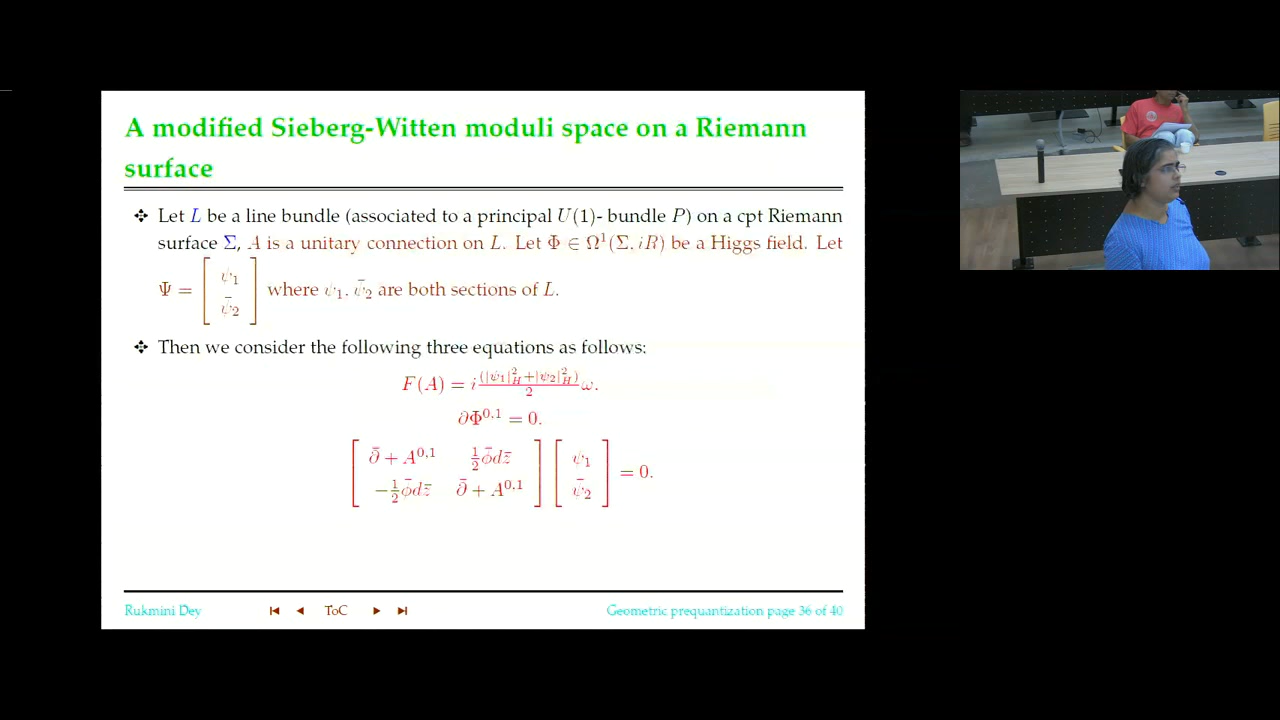 A modified Sieberg-Witten moduli space on a Riemann
surface
❖ Let L be a line bundle (associated to a principal U(1)- bundle P) on a cpt Riemann
surface Σ, A is a unitary connection on L. Let Φ ∈ Ω¹(Σ, iR) be a Higgs field. Let
Ψ = [ ψ₁ ; ψ̄₂ ] where ψ₁, ψ̄₂ are both sections of L.
❖ Then we consider the following three equations as follows:
F(A) = i (|ψ₁|²_H + |ψ₂|²_H) / 2 ω,
∂Φ^{0,1} = 0,
[ ∂̄ + A^{0,1}  ½ φ̄ dz̄ ; −½ φ̄ dz̄  ∂̄ + A^{0,1} ] [ ψ₁ ; ψ̄₂ ] = 0.
Rukmini Dey ToC Geometric prequantization page 36 of 40